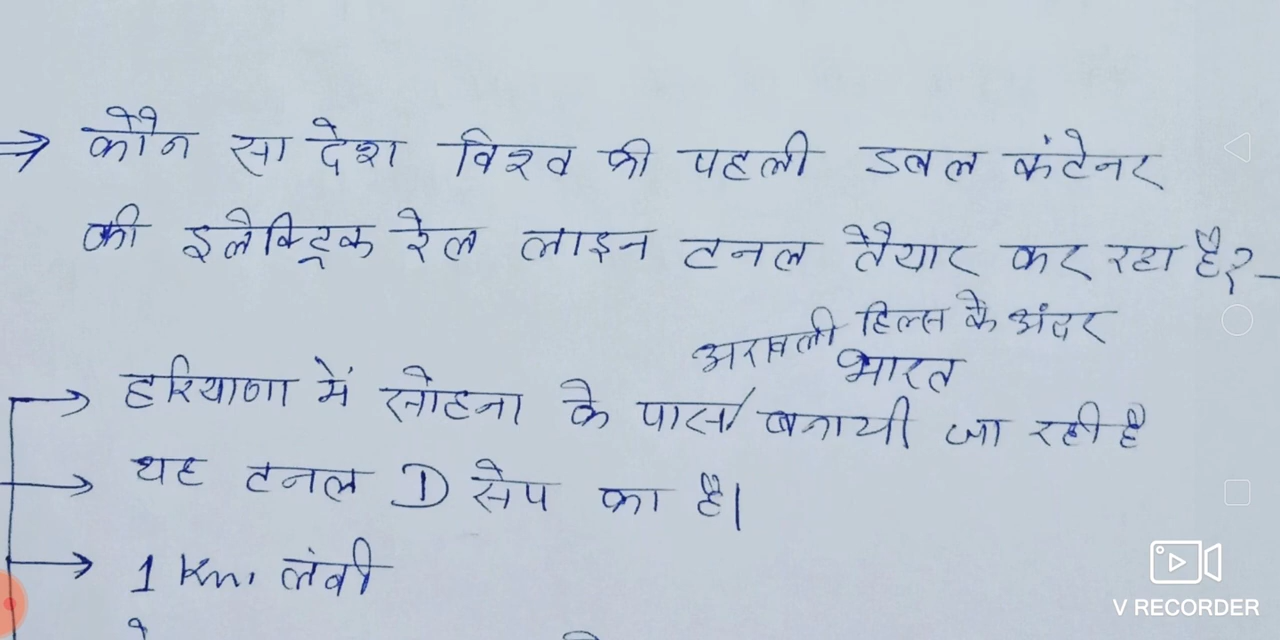 ⇒ कौन सा देश विश्व की पहली डबल कंटेनर
की इलैक्ट्रिक रेल लाइन टनल तैयार कर रहा है?-
अरावली हिल्स के अंदर
भारत
→ हरियाणा में सोहना के पास/ बनायी जा रही है
→ यह टनल D सेप का है।
→ 1 Km. लंबी
V RECORDER